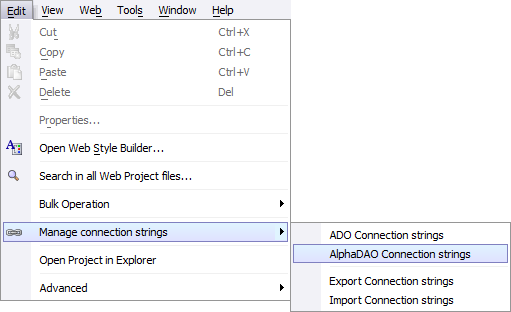 Edit View Web Tools Window Help
Cut Ctrl+X
Copy Ctrl+C
Paste Ctrl+V
Delete Del
Properties...
Open Web Style Builder...
Search in all Web Project files...
Bulk Operation
Manage connection strings
ADO Connection strings
AlphaDAO Connection strings
Open Project in Explorer
Export Connection strings
Advanced
Import Connection strings